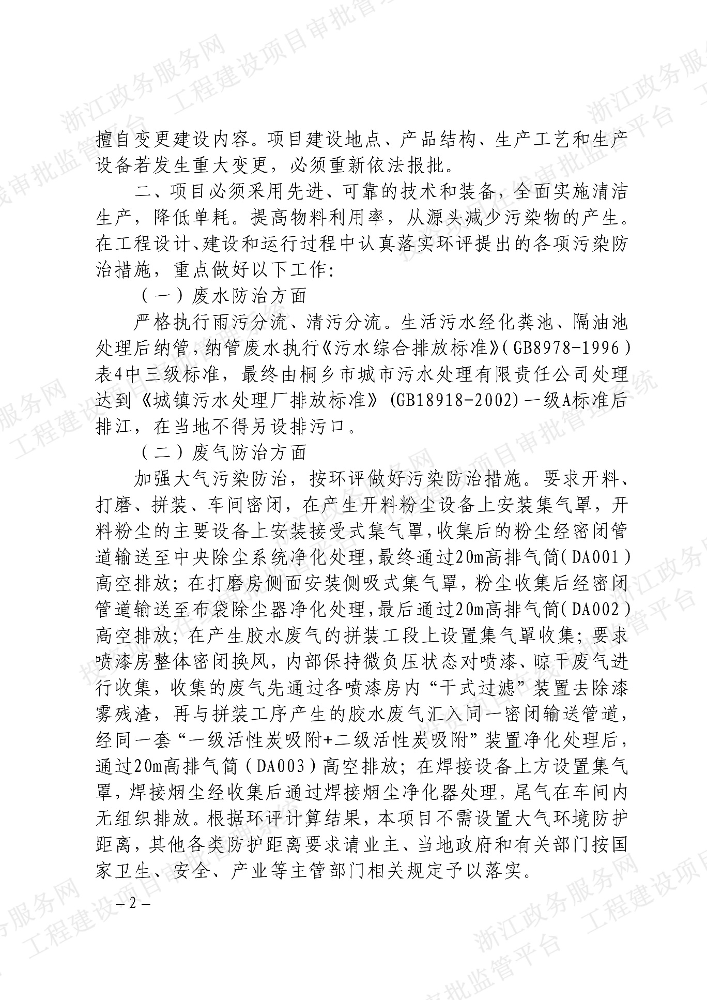 擅自变更建设内容。项目建设地点、产品结构、生产工艺和生产
设备若发生重大变更，必须重新依法报批。
二、项目必须采用先进、可靠的技术和装备，全面实施清洁
生产，降低单耗。提高物料利用率，从源头减少污染物的产生。
在工程设计、建设和运行过程中认真落实环评提出的各项污染防
治措施，重点做好以下工作：
（一）废水防治方面
严格执行雨污分流、清污分流。生活污水经化粪池、隔油池
处理后纳管，纳管废水执行《污水综合排放标准》(GB8978-1996)
表4中三级标准，最终由桐乡市城市污水处理有限责任公司处理
达到《城镇污水处理厂排放标准》(GB18918-2002)一级A标准后
排江，在当地不得另设排污口。
（二）废气防治方面
加强大气污染防治，按环评做好污染防治措施。要求开料、
打磨、拼装、车间密闭，在产生开料粉尘设备上安装集气罩，开
料粉尘的主要设备上安装接受式集气罩，收集后的粉尘经密闭管
道输送至中央除尘系统净化处理，最终通过20m高排气筒(DA001)
高空排放；在打磨房侧面安装侧吸式集气罩，粉尘收集后经密闭
管道输送至布袋除尘器净化处理，最后通过20m高排气筒(DA002)
高空排放；在产生胶水废气的拼装工段上设置集气罩收集；要求
喷漆房整体密闭换风，内部保持微负压状态对喷漆、晾干废气进
行收集，收集的废气先通过各喷漆房内“干式过滤”装置去除漆
雾残渣，再与拼装工序产生的胶水废气汇入同一密闭输送管道，
经同一套“一级活性炭吸附+二级活性炭吸附”装置净化处理后，
通过20m高排气筒(DA003)高空排放；在焊接设备上方设置集气
罩，焊接烟尘经收集后通过焊接烟尘净化器处理，尾气在车间内
无组织排放。根据环评计算结果，本项目不需设置大气环境防护
距离，其他各类防护距离要求请业主、当地政府和有关部门按国
家卫生、安全、产业等主管部门相关规定予以落实。
－2－
浙江政务服务网
工程建设项目审批管理系统
投资项目在线审批监管平台